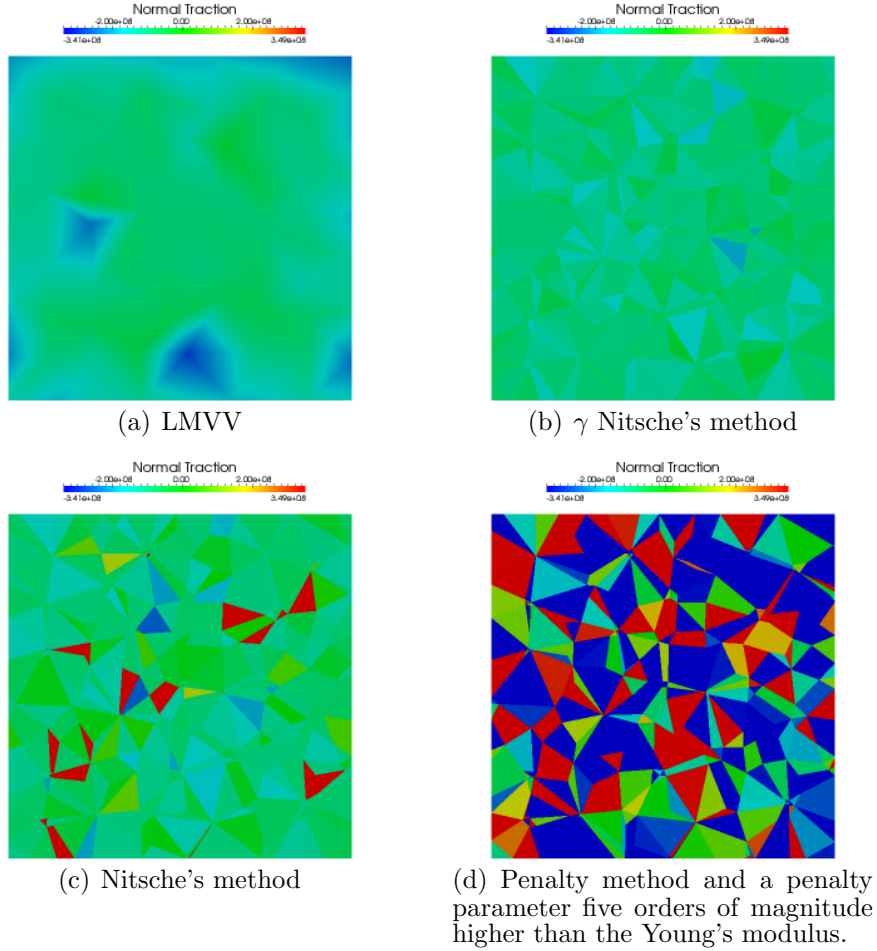 Normal Traction
-2.00e+08 0.00 2.00e+08
-3.41e+08 3.49e+08
Normal Traction
-2.00e+08 0.00 2.00e+08
-3.41e+08 3.49e+08
(a) LMVV
(b) γ Nitsche's method
Normal Traction
-2.00e+08 0.00 2.00e+08
-3.41e+08 3.49e+08
Normal Traction
-2.00e+08 0.00 2.00e+08
-3.41e+08 3.49e+08
(c) Nitsche's method
(d) Penalty method and a penalty
parameter five orders of magnitude
higher than the Young's modulus.